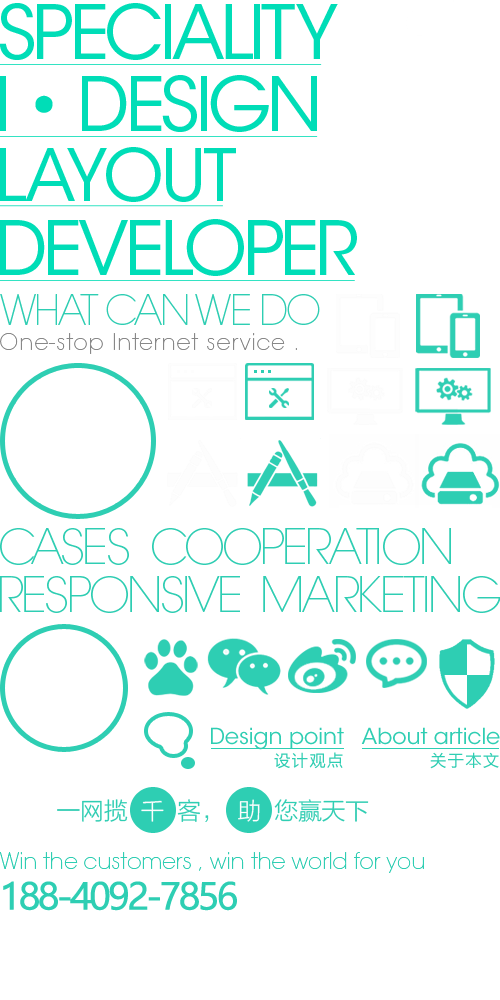 SPECIALITY
I • DESIGN
LAYOUT
DEVELOPER
WHAT CAN WE DO
One-stop Internet service .
CASES COOPERATION
RESPONSIVE MARKETING
Design point About article
设计观点 关于本文
一网揽千客，助您赢天下
Win the customers , win the world for you
188-4092-7856